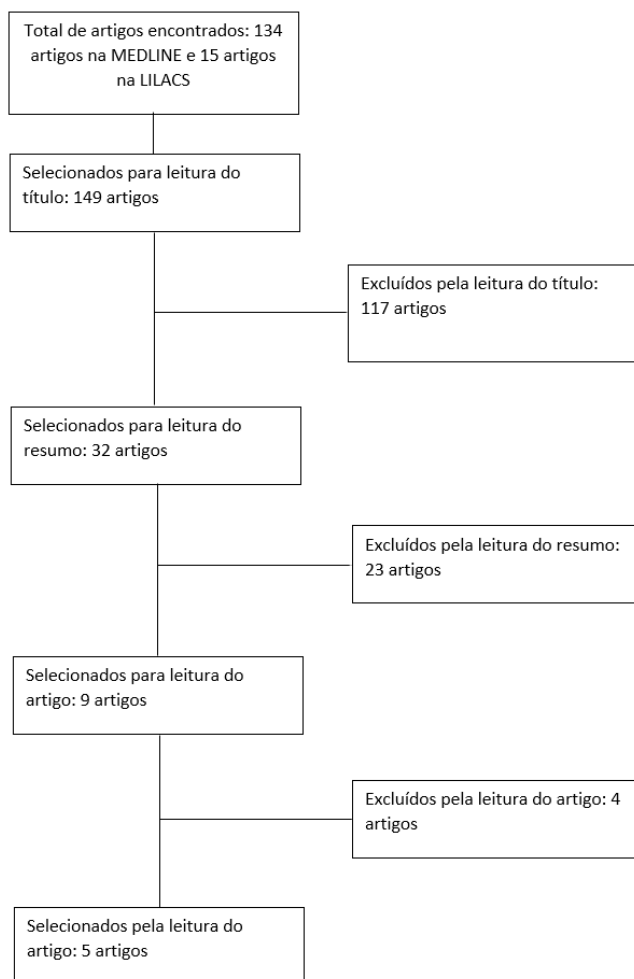 Total de artigos encontrados: 134
artigos na MEDLINE e 15 artigos
na LILACS
Selecionados para leitura do
título: 149 artigos
Excluídos pela leitura do título:
117 artigos
Selecionados para leitura do
resumo: 32 artigos
Excluídos pela leitura do resumo:
23 artigos
Selecionados para leitura do
artigo: 9 artigos
Excluídos pela leitura do artigo: 4
artigos
Selecionados pela leitura do
artigo: 5 artigos